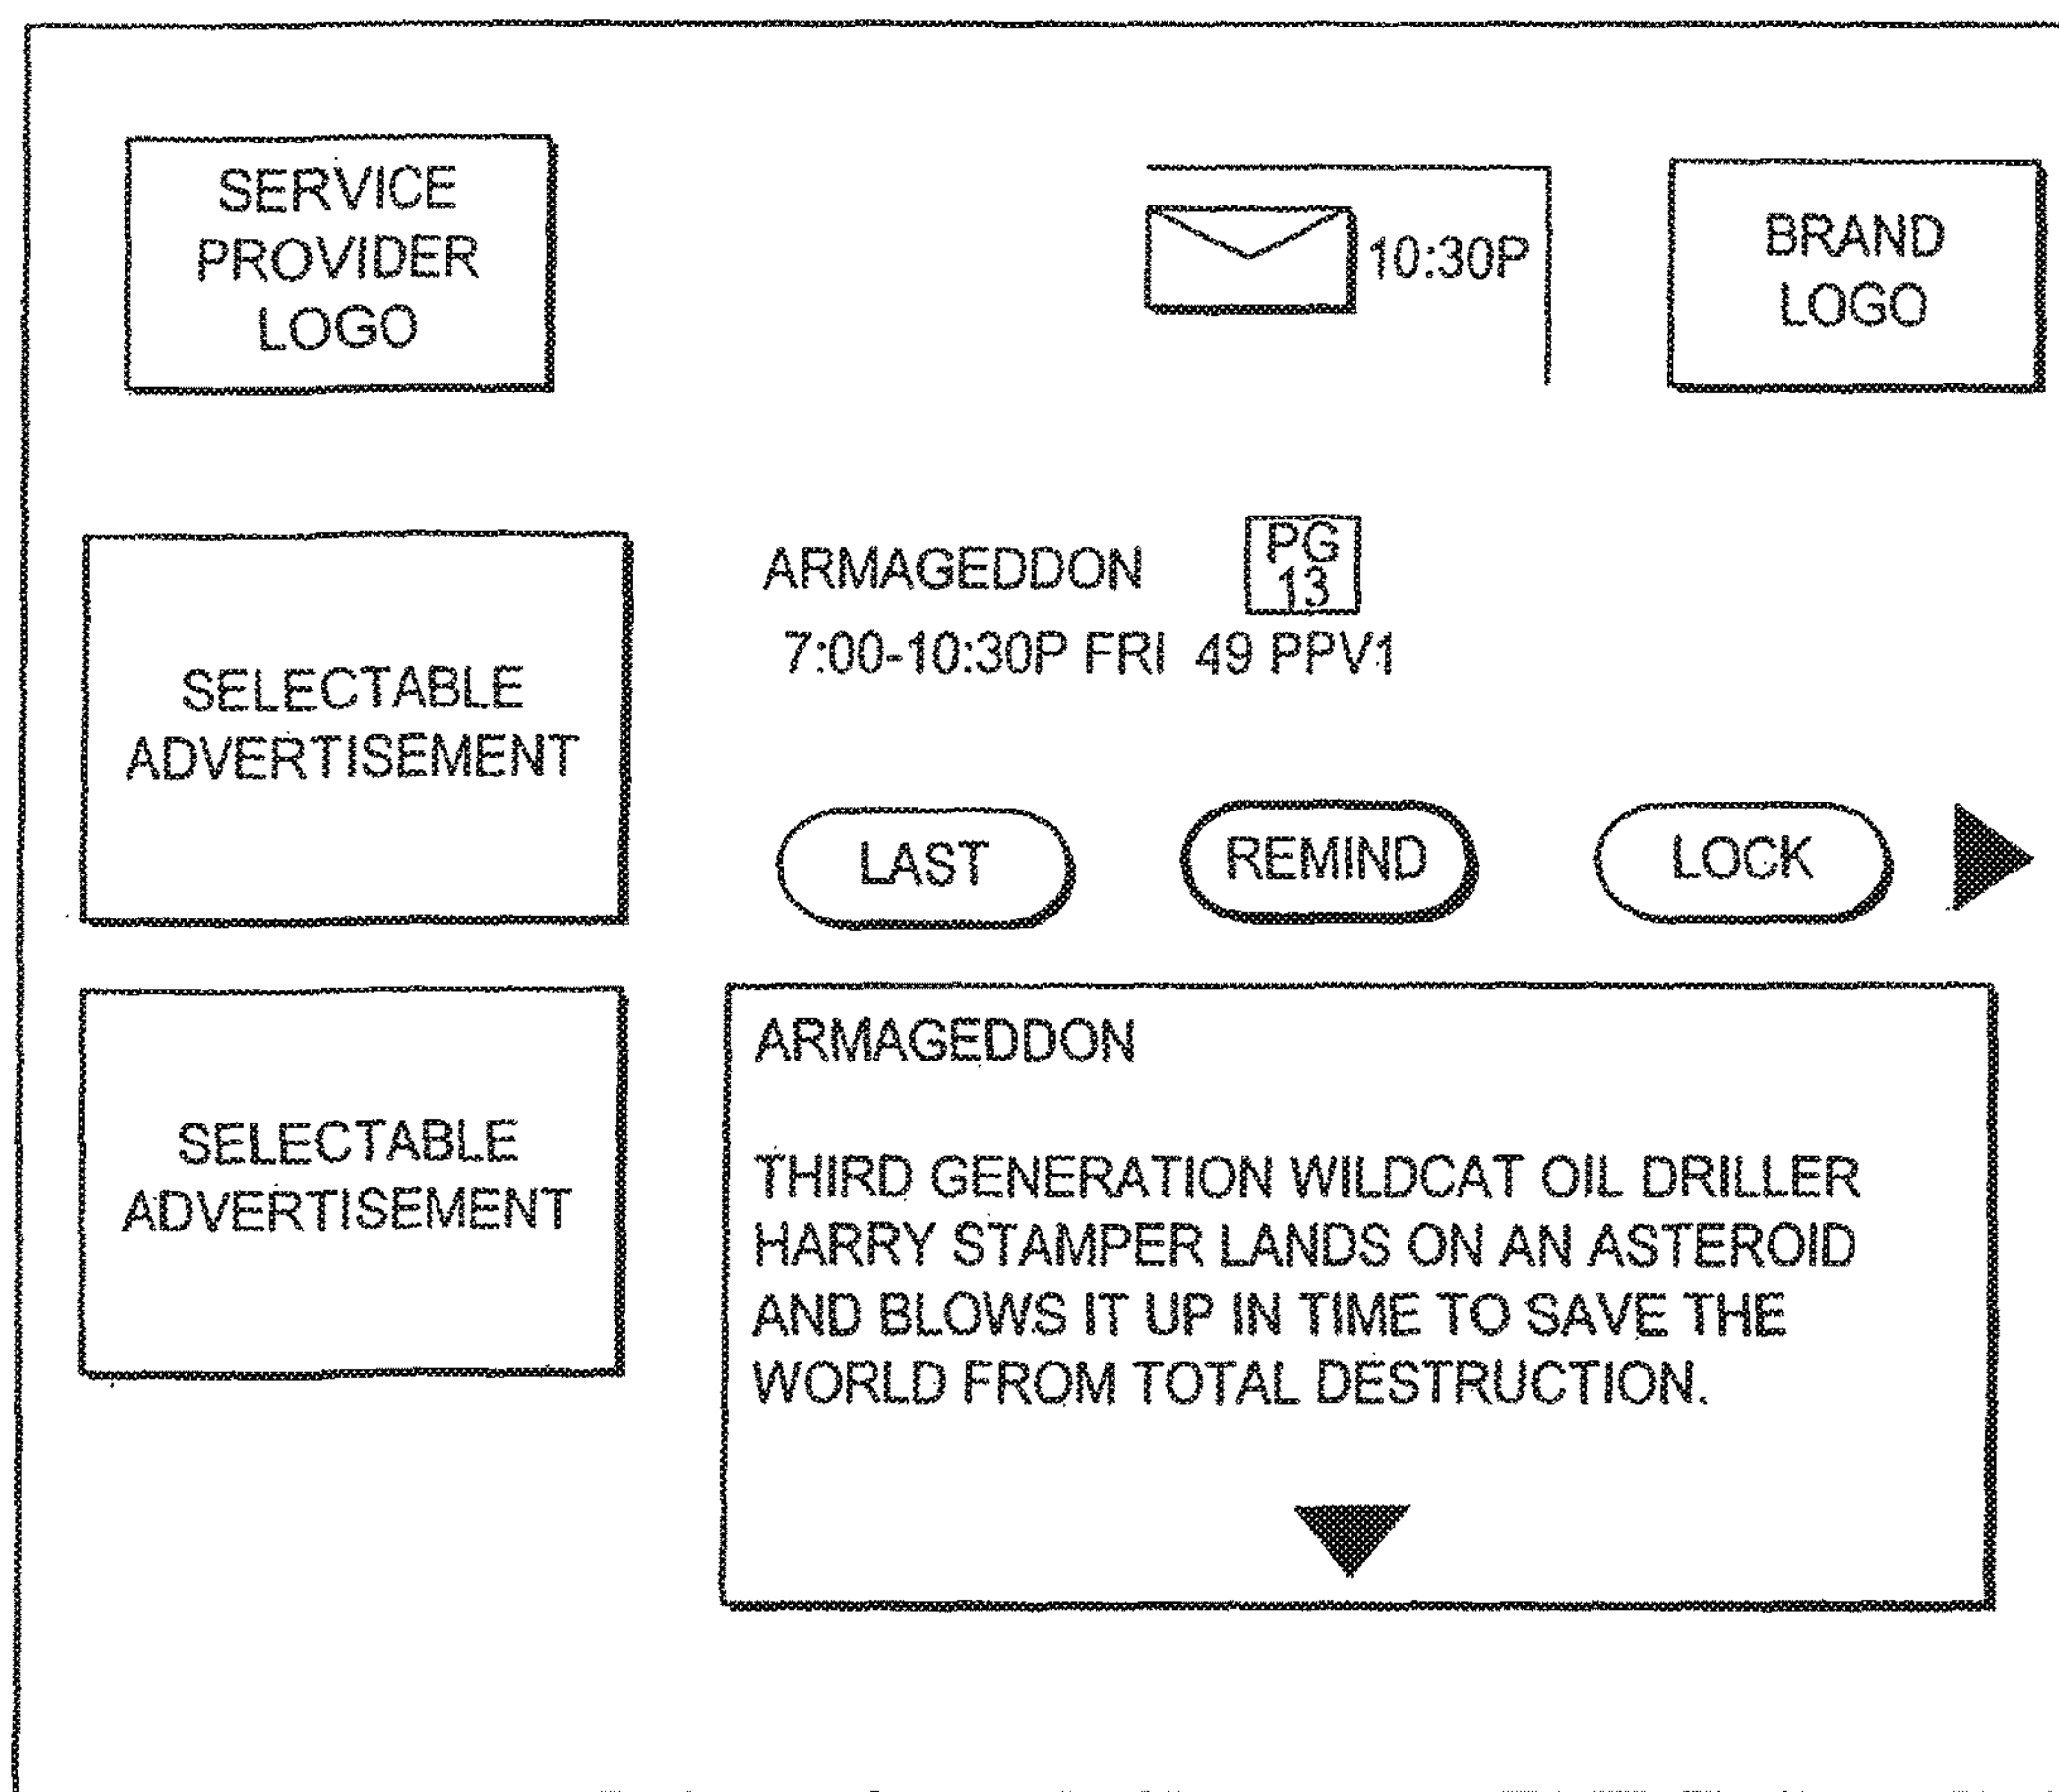 SERVICE
PROVIDER
LOGO
10:30P
BRAND
LOGO
SELECTABLE
ADVERTISEMENT
ARMAGEDDON
PG
13
7:00-10:30P FRI 49 PPV1
LAST
REMIND
LOCK
SELECTABLE
ADVERTISEMENT
ARMAGEDDON
THIRD GENERATION WILDCAT OIL DRILLER
HARRY STAMPER LANDS ON AN ASTEROID
AND BLOWS IT UP IN TIME TO SAVE THE
WORLD FROM TOTAL DESTRUCTION.